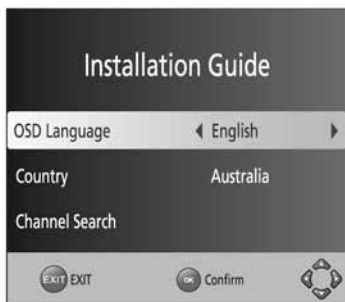 Installation Guide
OSD Language English
Country Australia
Channel Search
EXIT EXIT OK Confirm